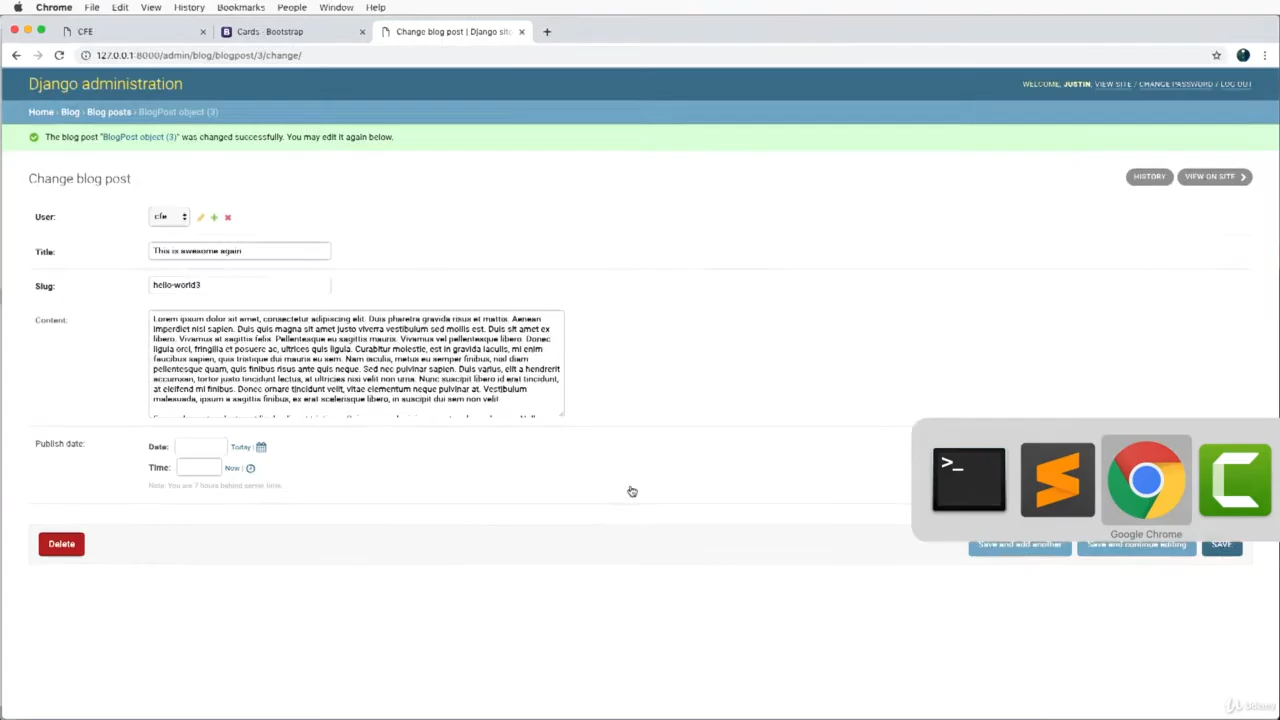 Chrome File Edit View History Bookmarks People Window Help
CFE
Cards · Bootstrap
Change blog post | Django site
127.0.0.1:8000/admin/blog/blogpost/3/change/
Django administration
WELCOME, JUSTIN. VIEW SITE / CHANGE PASSWORD / LOG OUT
Home › Blog › Blog posts › BlogPost object (3)
The blog post "BlogPost object (3)" was changed successfully. You may edit it again below.
Change blog post
HISTORY
VIEW ON SITE
User:
cfe
Title:
This is awesome again
Slug:
hello-world3
Content:
Lorem ipsum dolor sit amet, consectetur adipiscing elit. Duis pharetra gravida risus et mattis. Aenean
imperdiet nisl sapien. Duis quis magna sit amet justo viverra vestibulum sed mollis est. Duis sit amet ex
libero. Vivamus at sagittis felis. Pellentesque eu sagittis mauris. Vivamus vel pellentesque libero. Donec
ligula orci, fringilla et posuere ac, ultrices quis ligula. Curabitur molestie, est in gravida iaculis, mi enim
faucibus sapien, quis tristique dui mauris eu sem. Nam iaculis, metus eu semper finibus, nisl diam
pellentesque quam, quis finibus risus ante quis neque. Sed nec pulvinar sapien. Duis varius, elit a hendrerit
accumsan, tortor justo tincidunt lectus, at ultricies nisi velit non urna. Nunc suscipit libero id erat tincidunt,
at eleifend mi finibus. Donec ornare tincidunt velit, vitae elementum neque pulvinar at. Vestibulum
malesuada, ipsum a sagittis finibus, ex erat scelerisque libero, in suscipit dui sem non velit.
Publish date:
Date:
Today |
Time:
Now |
Note: You are 7 hours behind server time.
Google Chrome
Delete
Save and add another
Save and continue editing
SAVE
Udemy